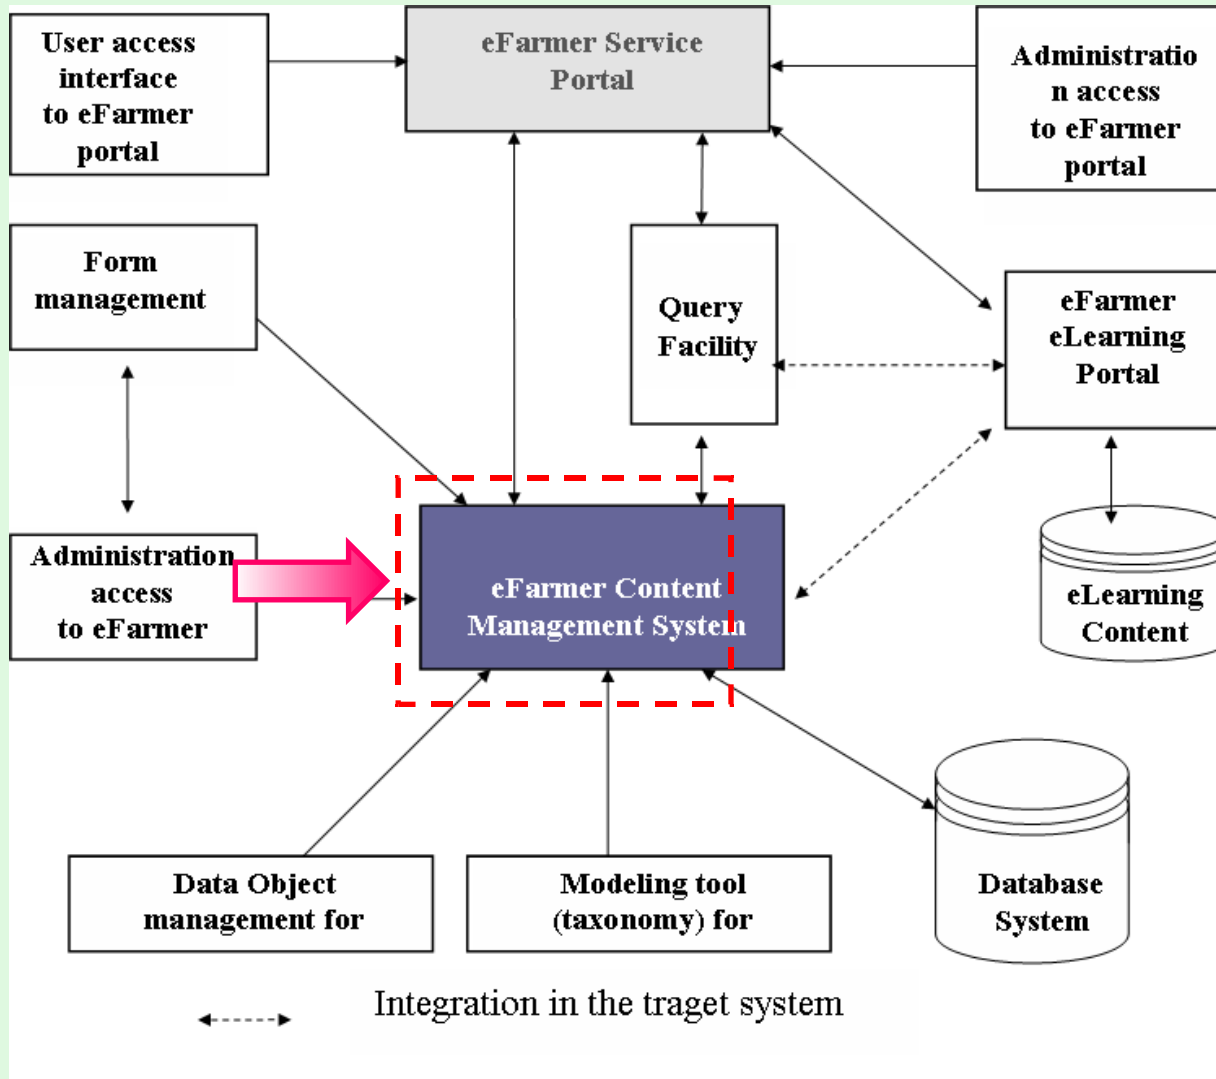 User access
interface
to eFarmer
portal
eFarmer Service
Portal
Administratio
n access
to eFarmer
portal
Form
management
Query
Facility
eFarmer
eLearning
Portal
Administration
access
to eFarmer
eFarmer Content
Management System
eLearning
Content
Data Object
management for
Modeling tool
(taxonomy) for
Database
System
Integration in the traget system